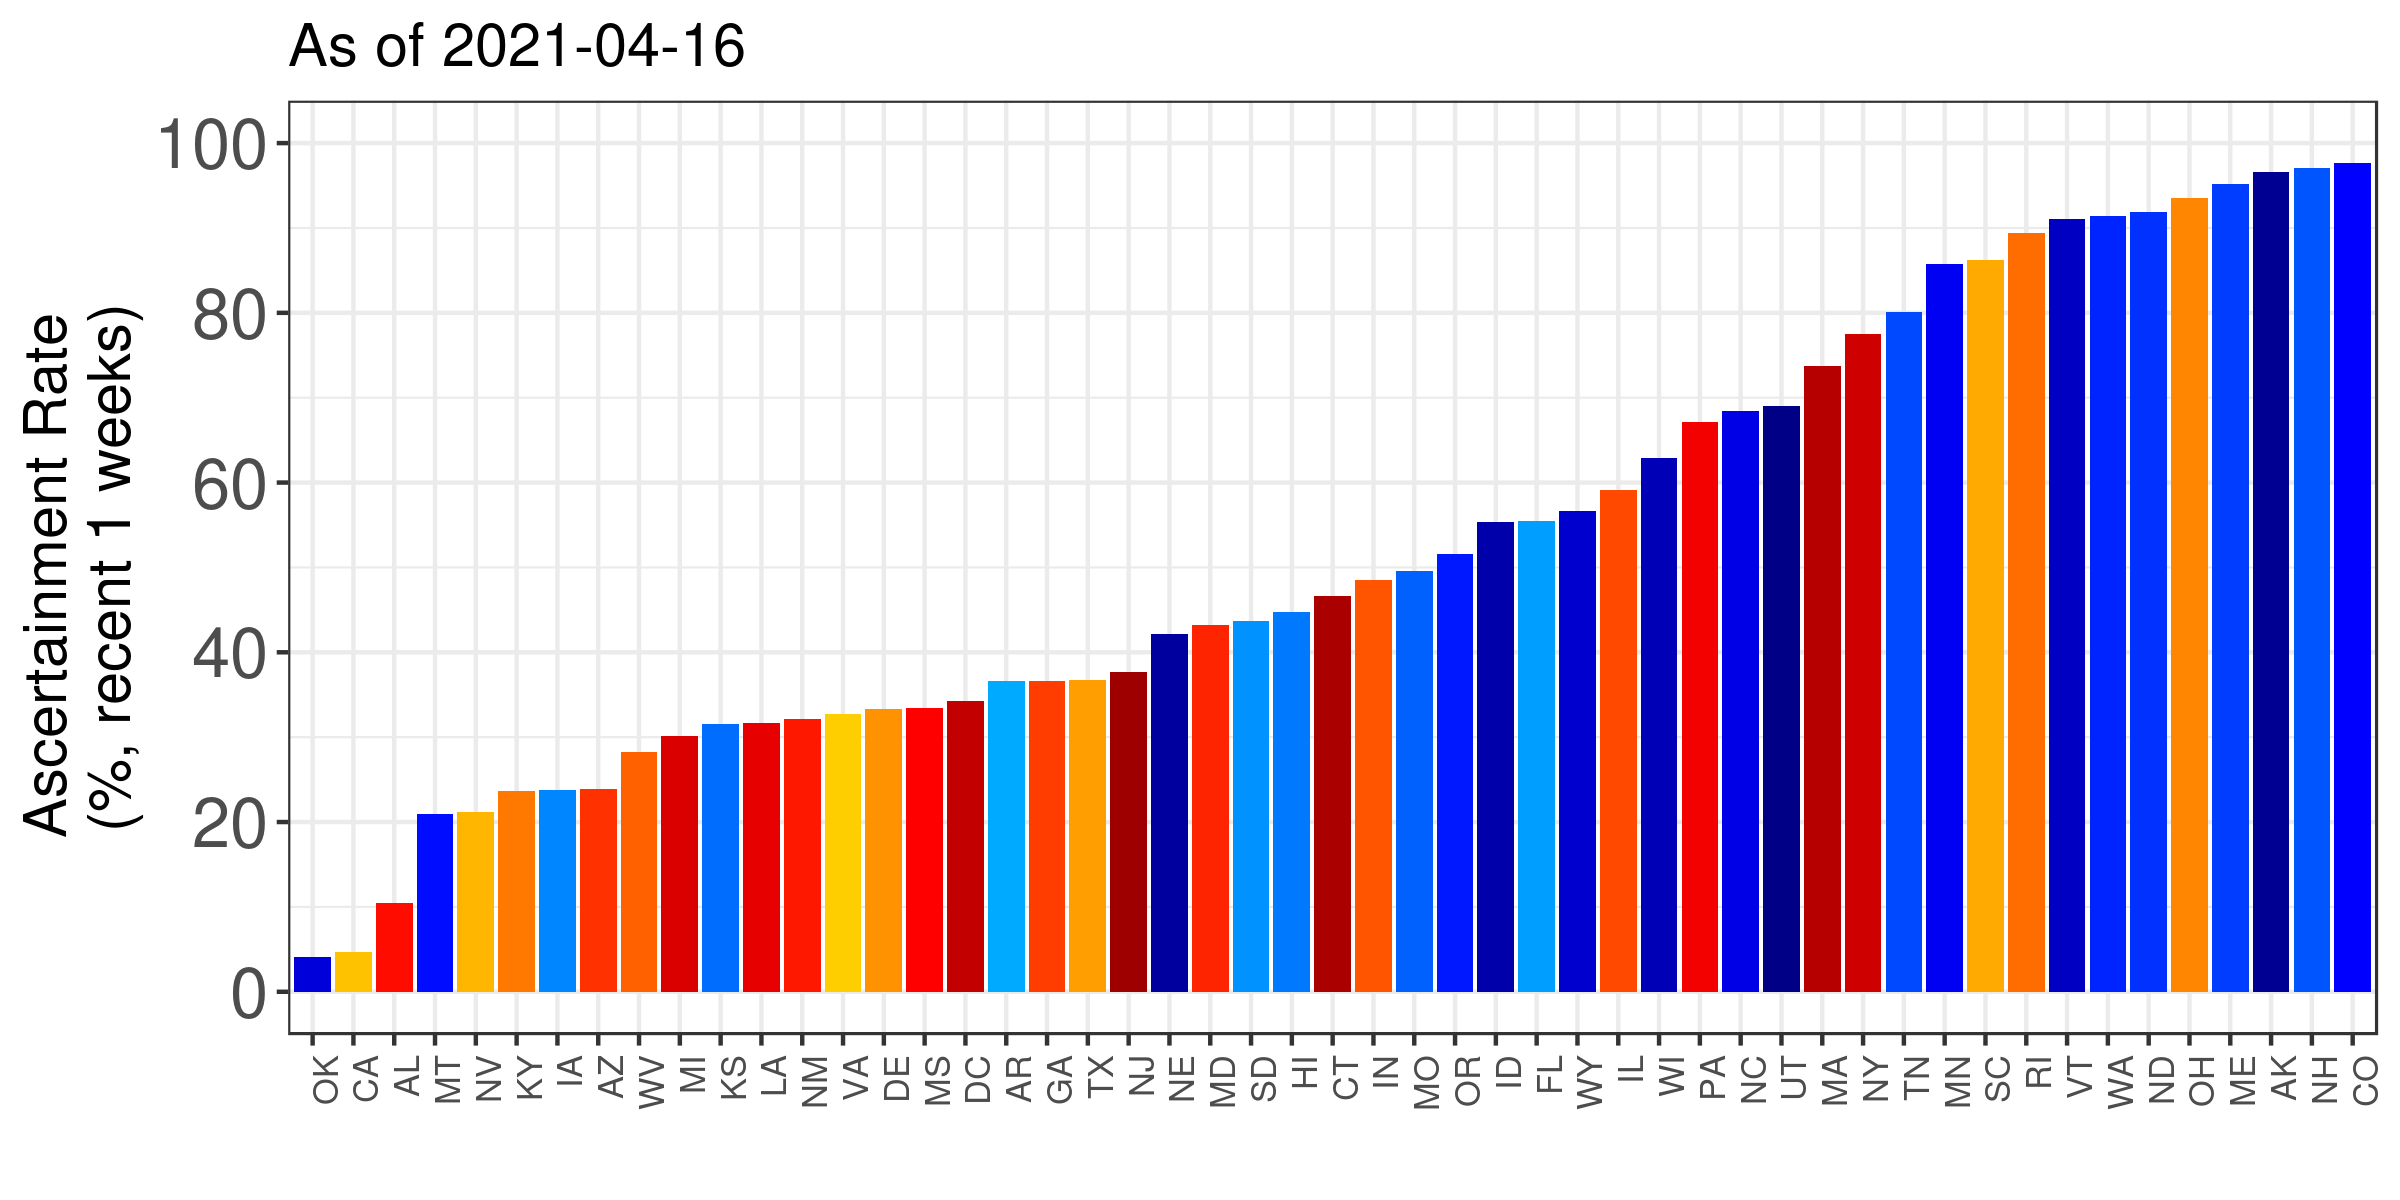 As of 2021-04-16
Ascertainment Rate
(%, recent 1 weeks)
100
80
60
40
20
0
OK CA AL MT NV KY IA AZ WV MI KS LA NM VA DE MS DC AR GA TX NJ NE MD SD HI CT IN MO OR ID FL WY IL WI PA NC UT MA NY TN MN SC RI VT WA ND OH ME AK NH CO